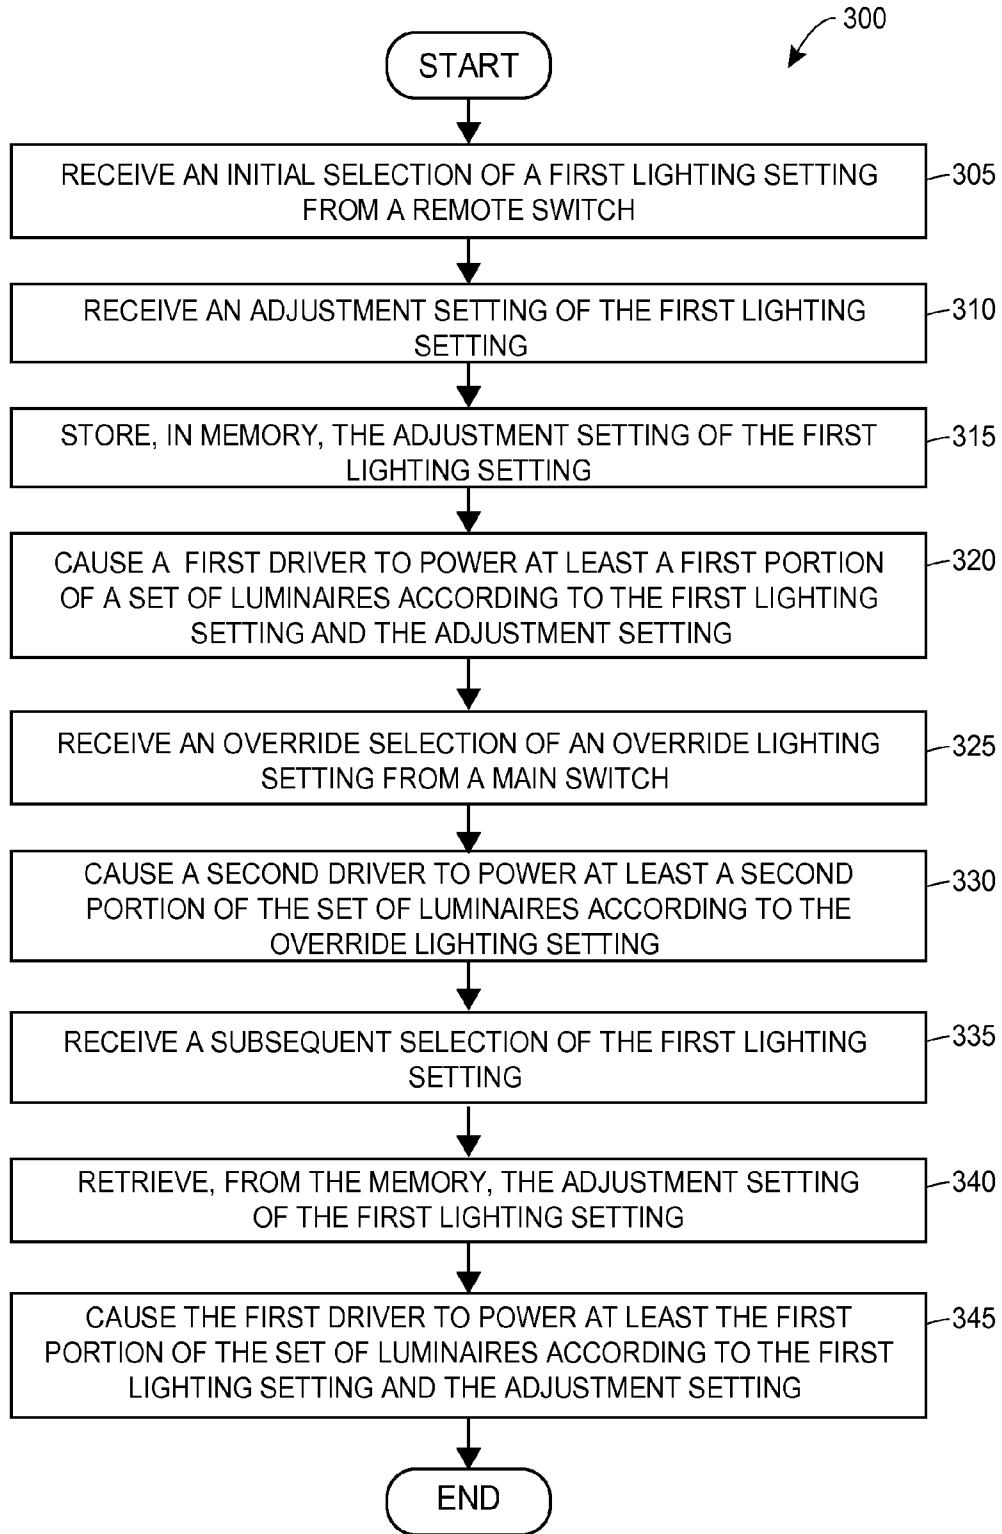 300
START
RECEIVE AN INITIAL SELECTION OF A FIRST LIGHTING SETTING
FROM A REMOTE SWITCH
305
RECEIVE AN ADJUSTMENT SETTING OF THE FIRST LIGHTING
SETTING
310
STORE, IN MEMORY, THE ADJUSTMENT SETTING OF THE FIRST
LIGHTING SETTING
315
CAUSE A FIRST DRIVER TO POWER AT LEAST A FIRST PORTION
OF A SET OF LUMINAIRES ACCORDING TO THE FIRST LIGHTING
SETTING AND THE ADJUSTMENT SETTING
320
RECEIVE AN OVERRIDE SELECTION OF AN OVERRIDE LIGHTING
SETTING FROM A MAIN SWITCH
325
CAUSE A SECOND DRIVER TO POWER AT LEAST A SECOND
PORTION OF THE SET OF LUMINAIRES ACCORDING TO THE
OVERRIDE LIGHTING SETTING
330
RECEIVE A SUBSEQUENT SELECTION OF THE FIRST LIGHTING
SETTING
335
RETRIEVE, FROM THE MEMORY, THE ADJUSTMENT SETTING
OF THE FIRST LIGHTING SETTING
340
CAUSE THE FIRST DRIVER TO POWER AT LEAST THE FIRST
PORTION OF THE SET OF LUMINAIRES ACCORDING TO THE FIRST
LIGHTING SETTING AND THE ADJUSTMENT SETTING
345
END